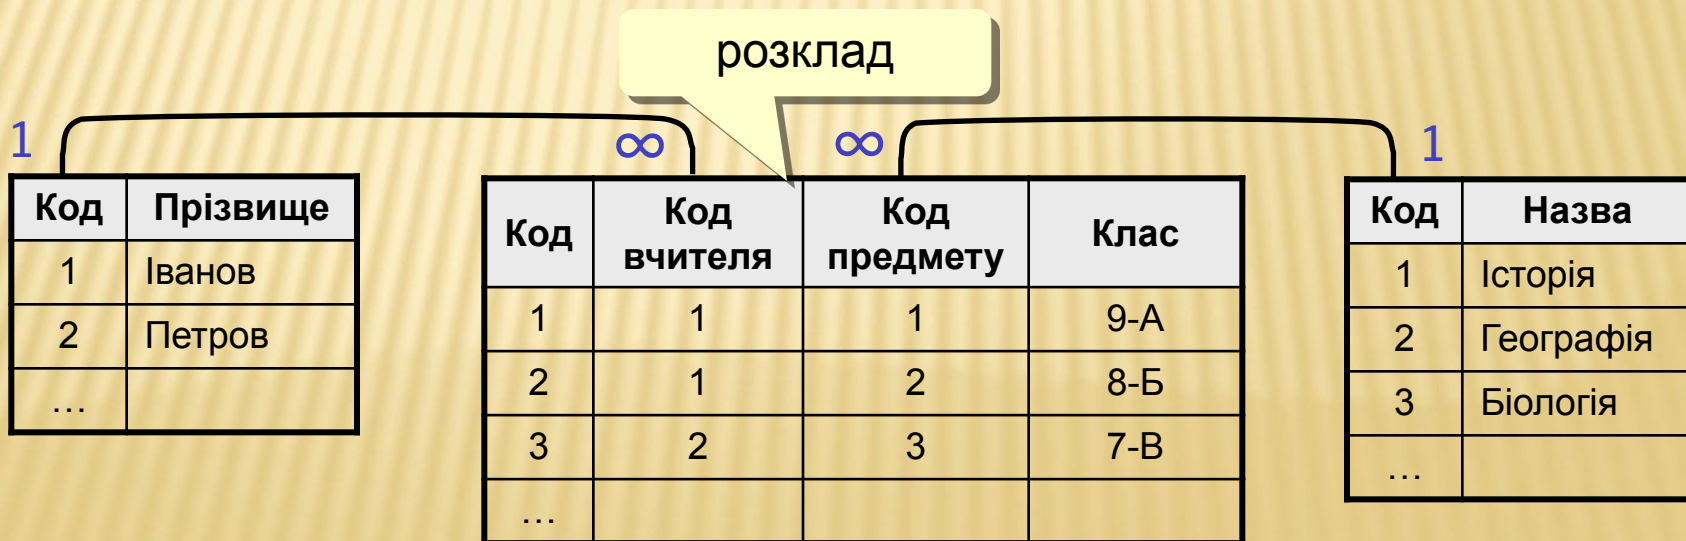 розклад
1 ∞ ∞ 1
Код Прізвище
1 Іванов
2 Петров
…
Код Код вчителя Код предмету Клас
1 1 1 9-А
2 1 2 8-Б
3 2 3 7-В
…
Код Назва
1 Історія
2 Географія
3 Біологія
…